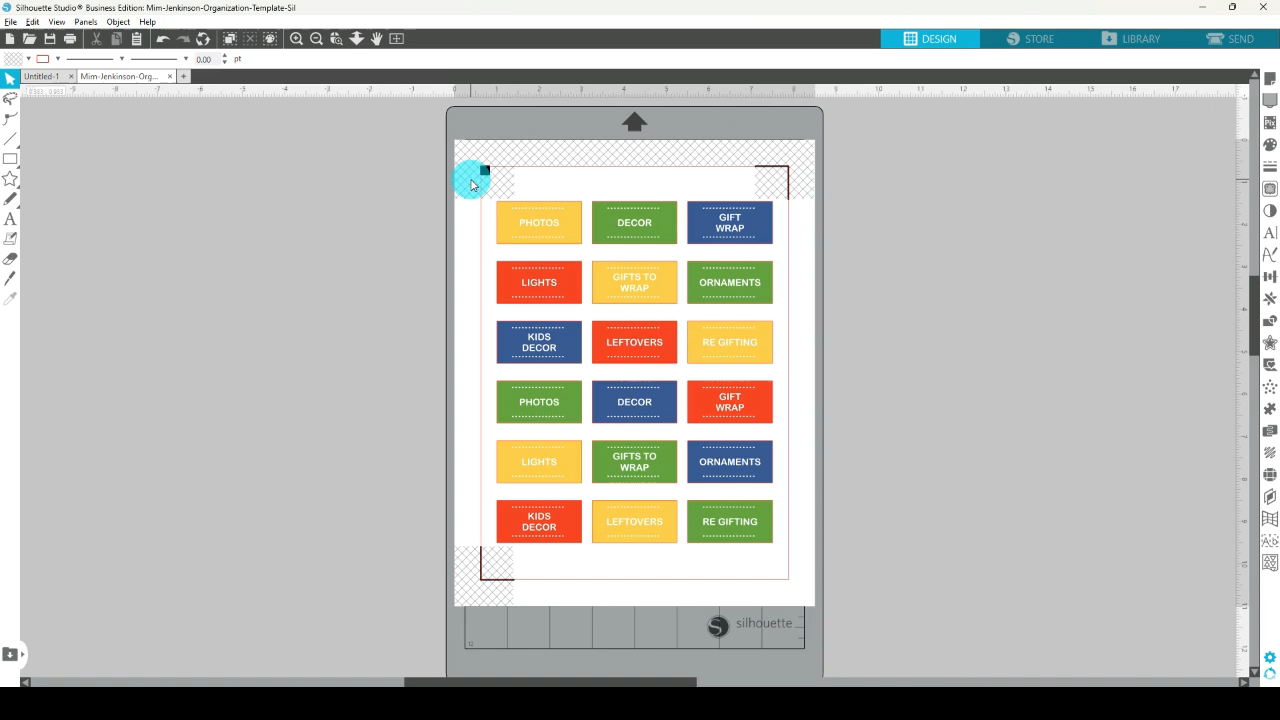 Silhouette Studio® Business Edition: Mim-Jenkinson-Organization-Template-Sil
File Edit View Panels Object Help
DESIGN STORE LIBRARY SEND
0.00 pt
Untitled-1 Mim-Jenkinson-Org...
PHOTOS DECOR GIFT
WRAP
LIGHTS GIFTS TO
WRAP ORNAMENTS
KIDS
DECOR LEFTOVERS RE GIFTING
PHOTOS DECOR GIFT
WRAP
LIGHTS GIFTS TO
WRAP ORNAMENTS
KIDS
DECOR LEFTOVERS RE GIFTING
silhouette
12